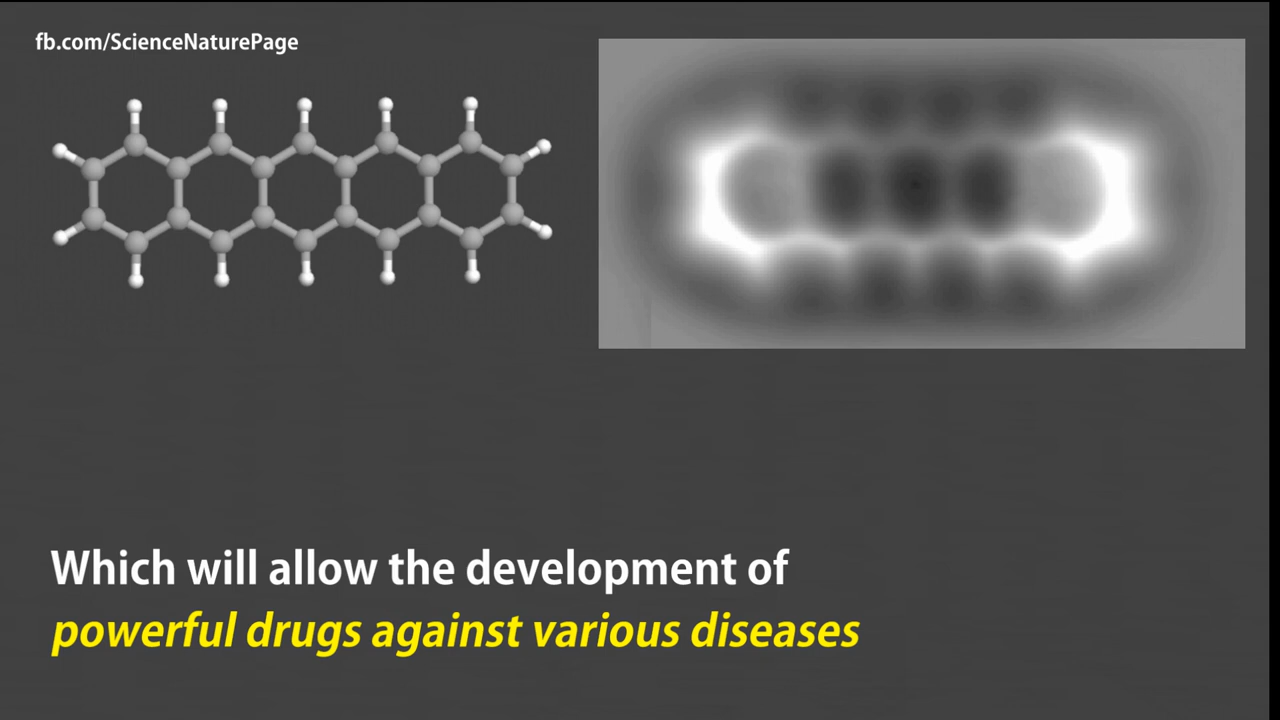 fb.com/ScienceNaturePage
Which will allow the development of
powerful drugs against various diseases